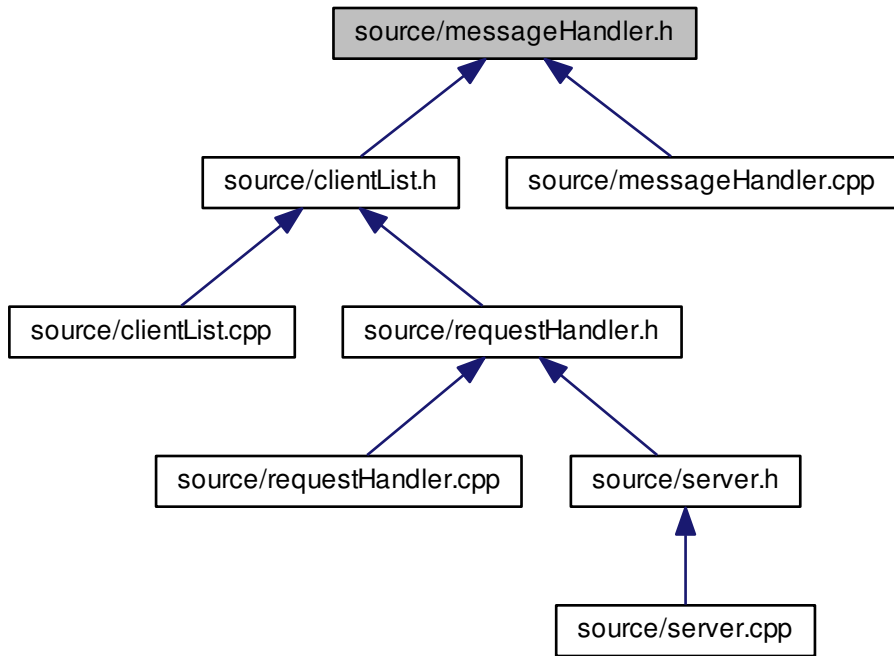 source/messageHandler.h
source/clientList.h
source/messageHandler.cpp
source/clientList.cpp
source/requestHandler.h
source/requestHandler.cpp
source/server.h
source/server.cpp